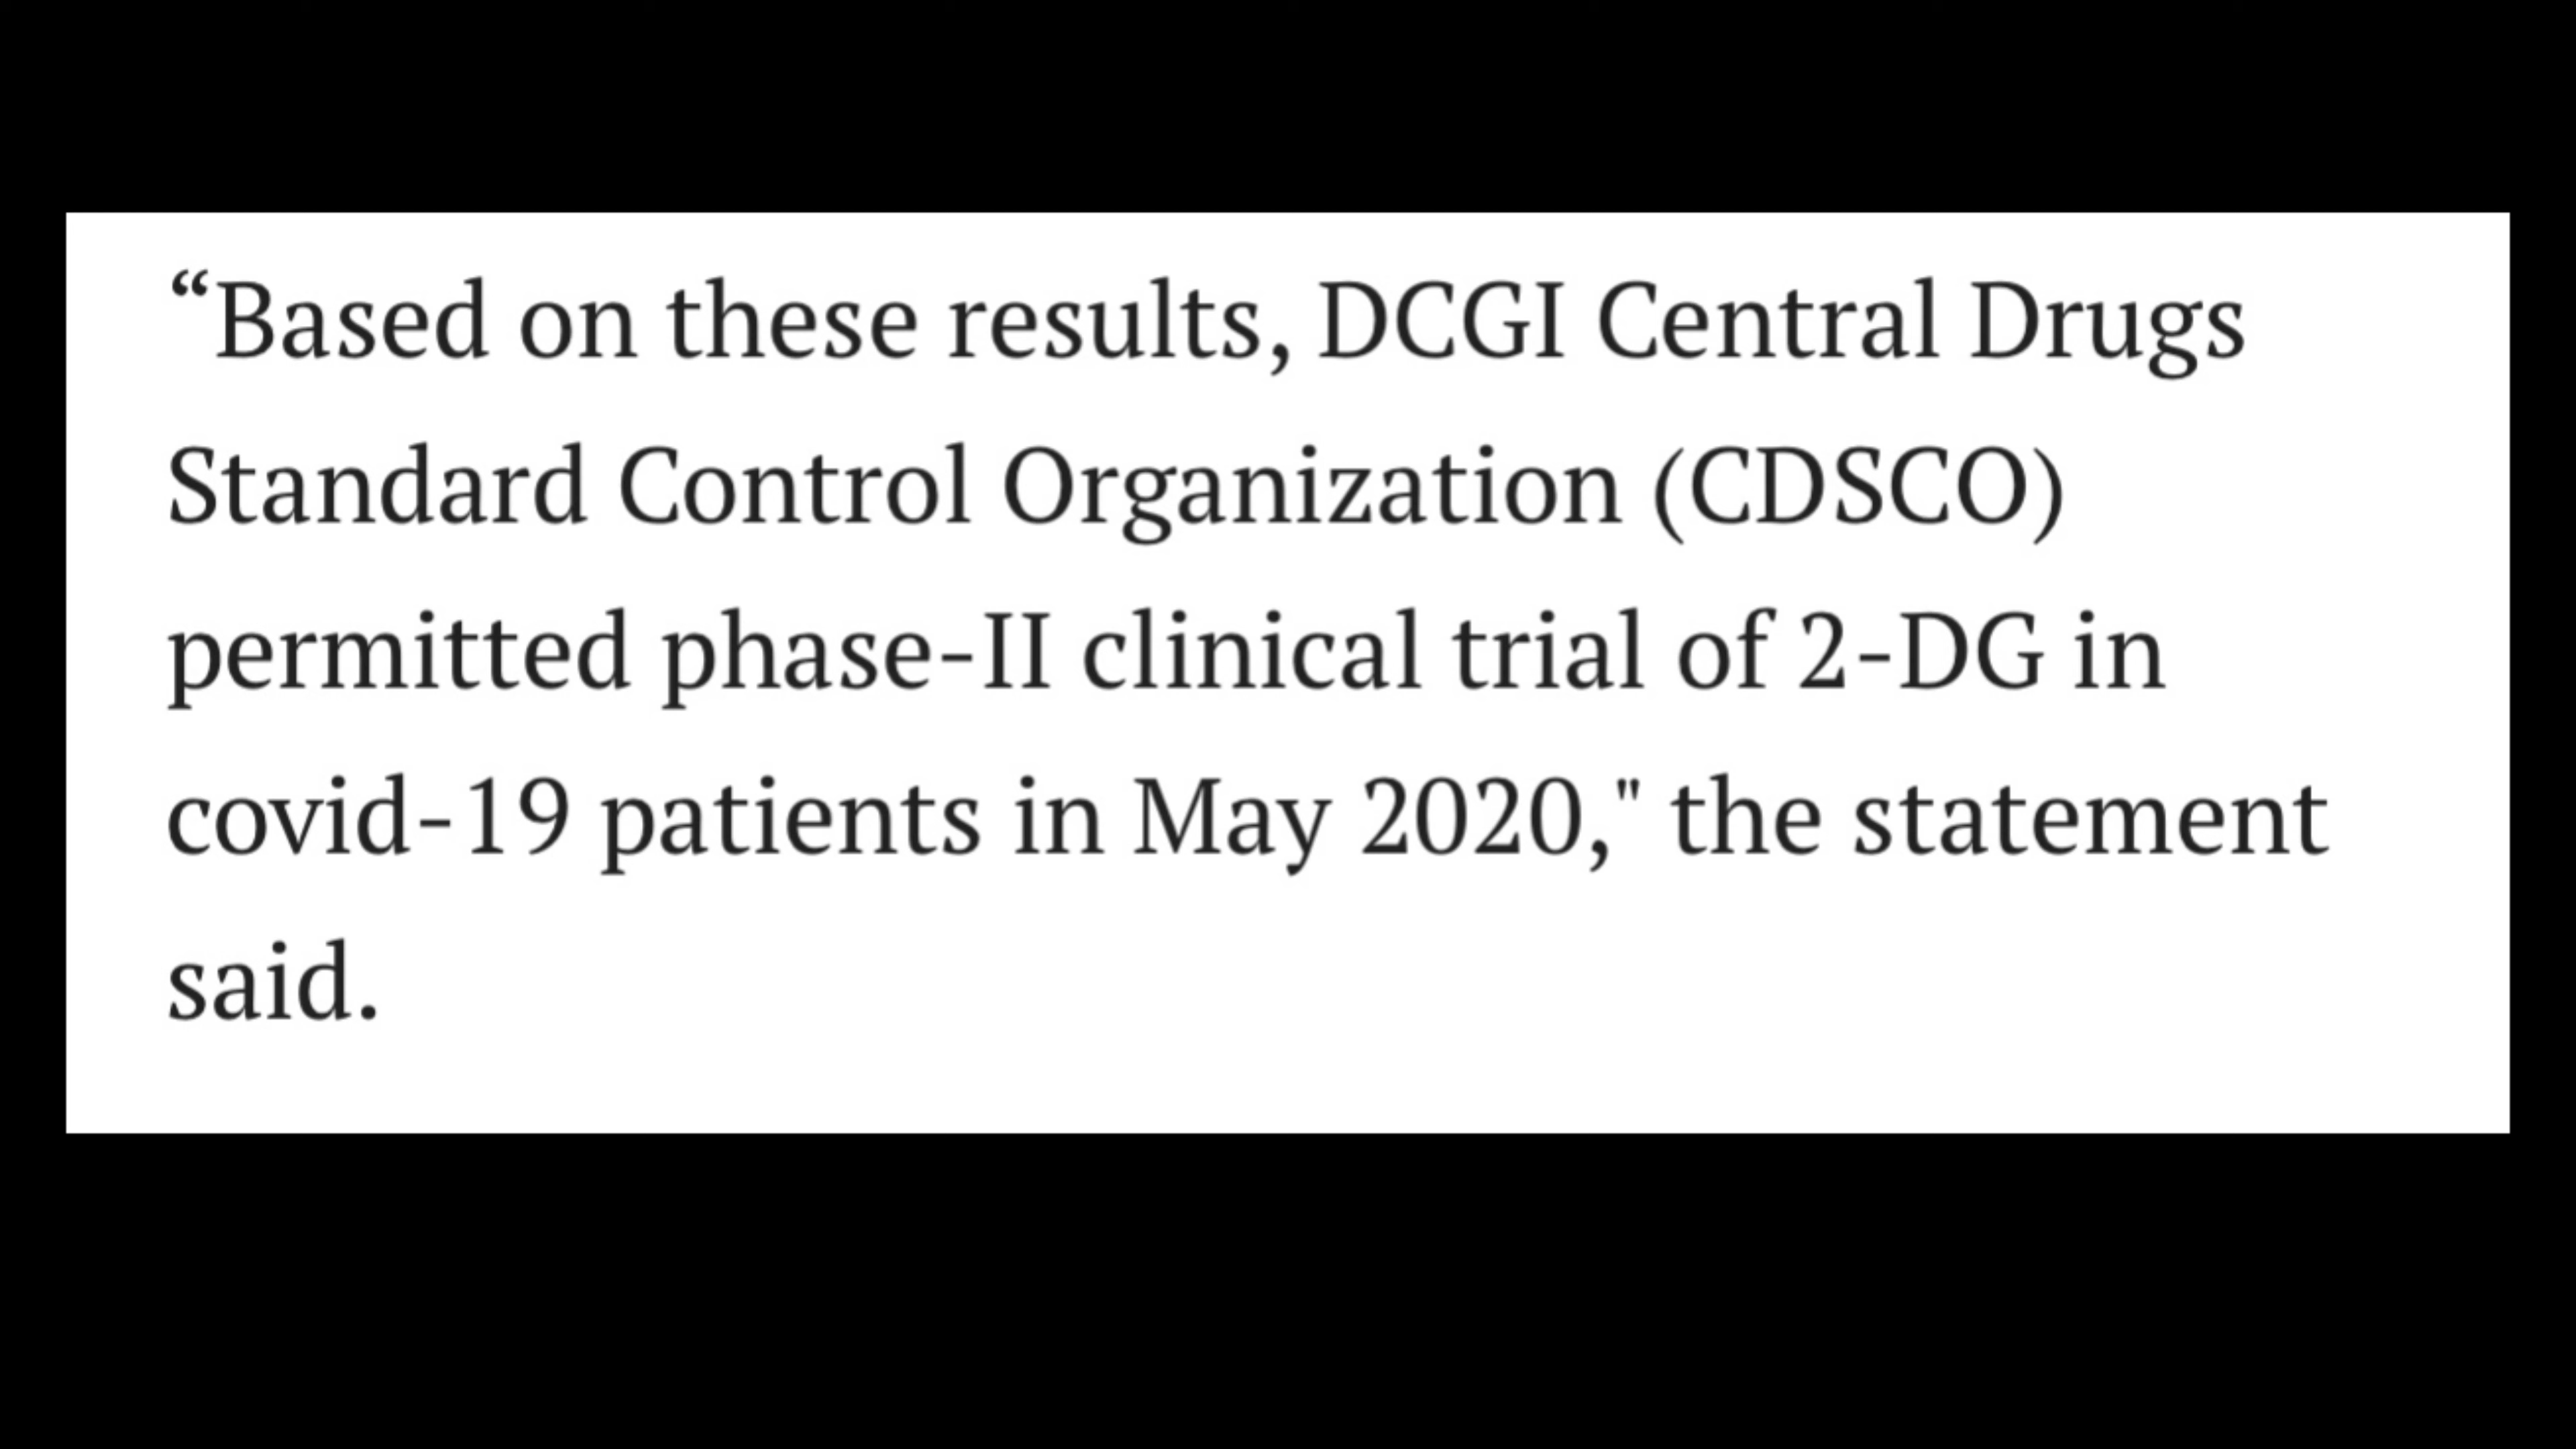 “Based on these results, DCGI Central Drugs
Standard Control Organization (CDSCO)
permitted phase-II clinical trial of 2-DG in
covid-19 patients in May 2020," the statement
said.